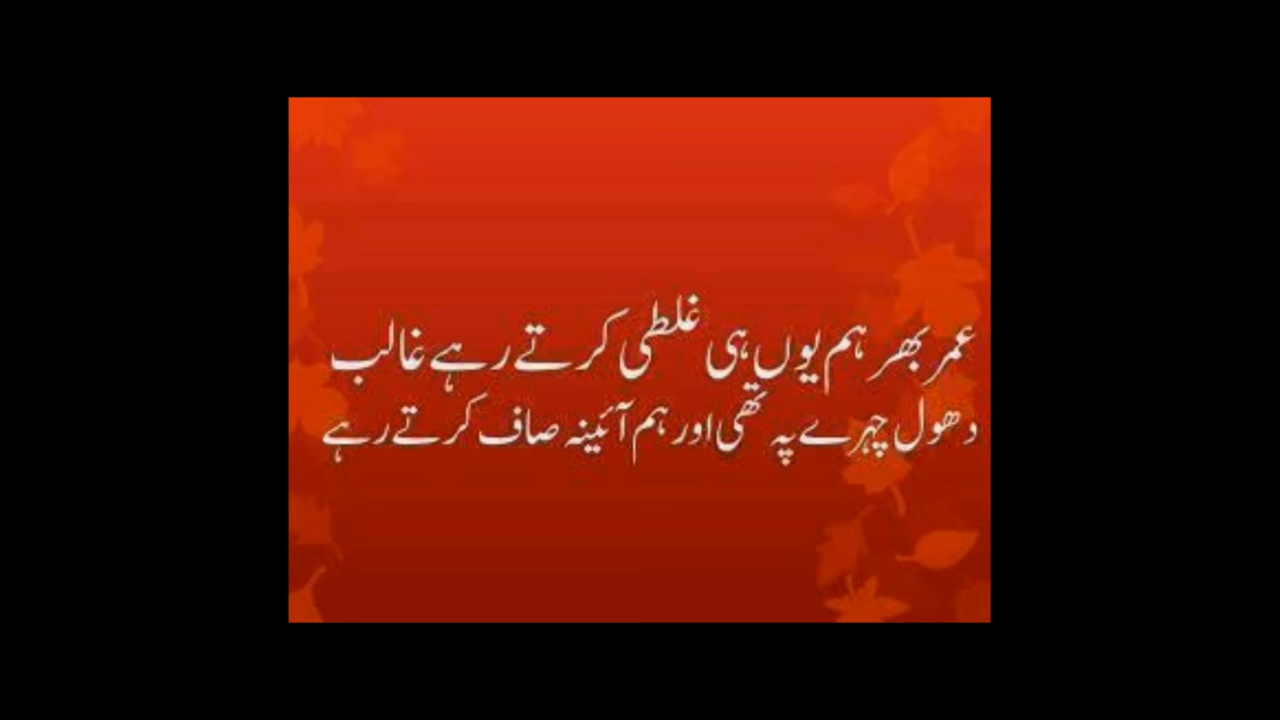 عمر بھر ہم یوں ہی غلطی کرتے رہے غالب
دھول چہرے پہ تھی اور ہم آئینہ صاف کرتے رہے